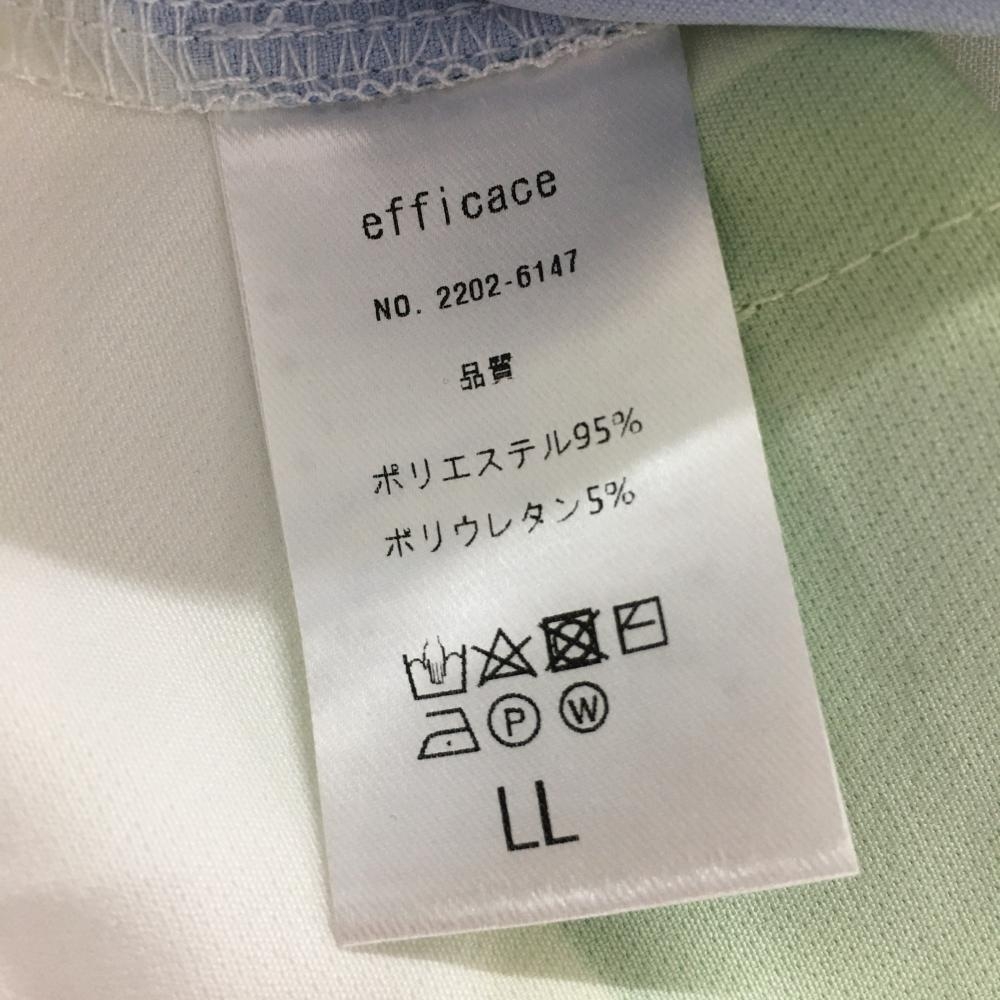 efficace
NO. 2202-6147
品質
ポリエステル95%
ポリウレタン5%
P W
LL